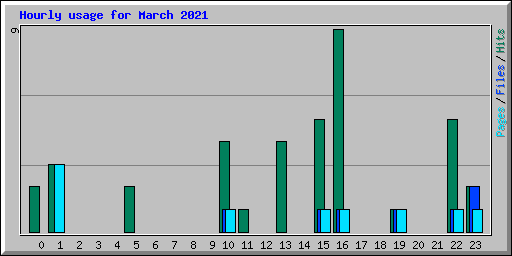 Hourly usage for March 2021
9
Pages/Files/Hits
0 1 2 3 4 5 6 7 8 9 10 11 12 13 14 15 16 17 18 19 20 21 22 23